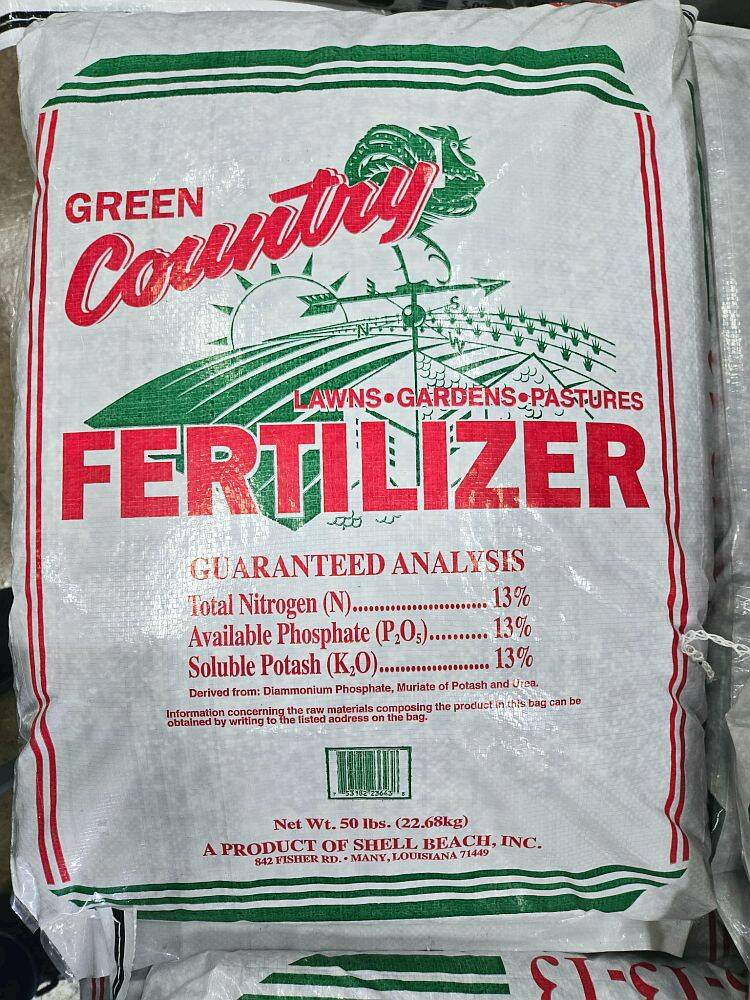 GREEN
Country
S
N
W
LAWNS•GARDENS•PASTURES
FERTILIZER
GUARANTEED ANALYSIS
Total Nitrogen (N).......................... 13%
Available Phosphate (P₂O₅).......... 13%
Soluble Potash (K₂O)..................... 13%
Derived from: Diammonium Phosphate, Muriate of Potash and Urea.
Information concerning the raw materials composing the product in this bag can be
obtained by writing to the listed address on the bag.
Net Wt. 50 lbs. (22.68kg)
A PRODUCT OF SHELL BEACH, INC.
842 FISHER RD. • MANY, LOUISIANA 71449
13-13